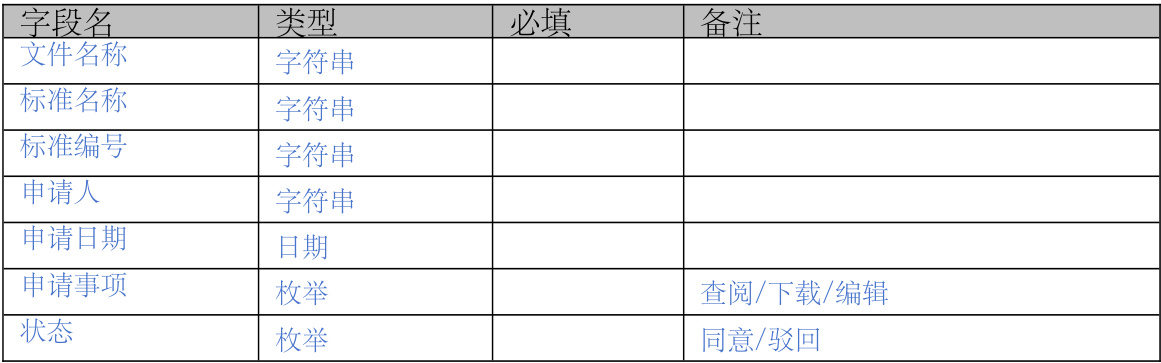 字段名 类型 必填 备注
文件名称 字符串
标准名称 字符串
标准编号 字符串
申请人 字符串
申请日期 日期
申请事项 枚举 查阅/下载/编辑
状态 枚举 同意/驳回